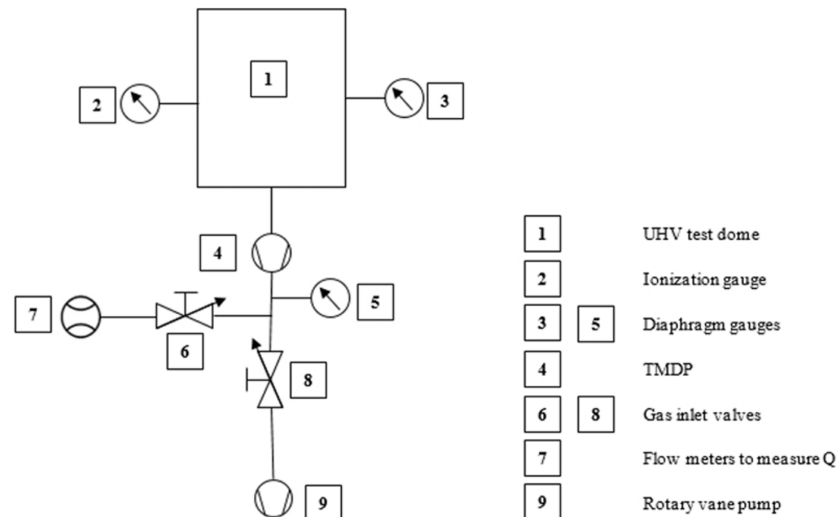 1
2
3
4
5
7
6
8
9
1 UHV test dome
2 Ionization gauge
3 5 Diaphragm gauges
4 TMDP
6 8 Gas inlet valves
7 Flow meters to measure Q
9 Rotary vane pump